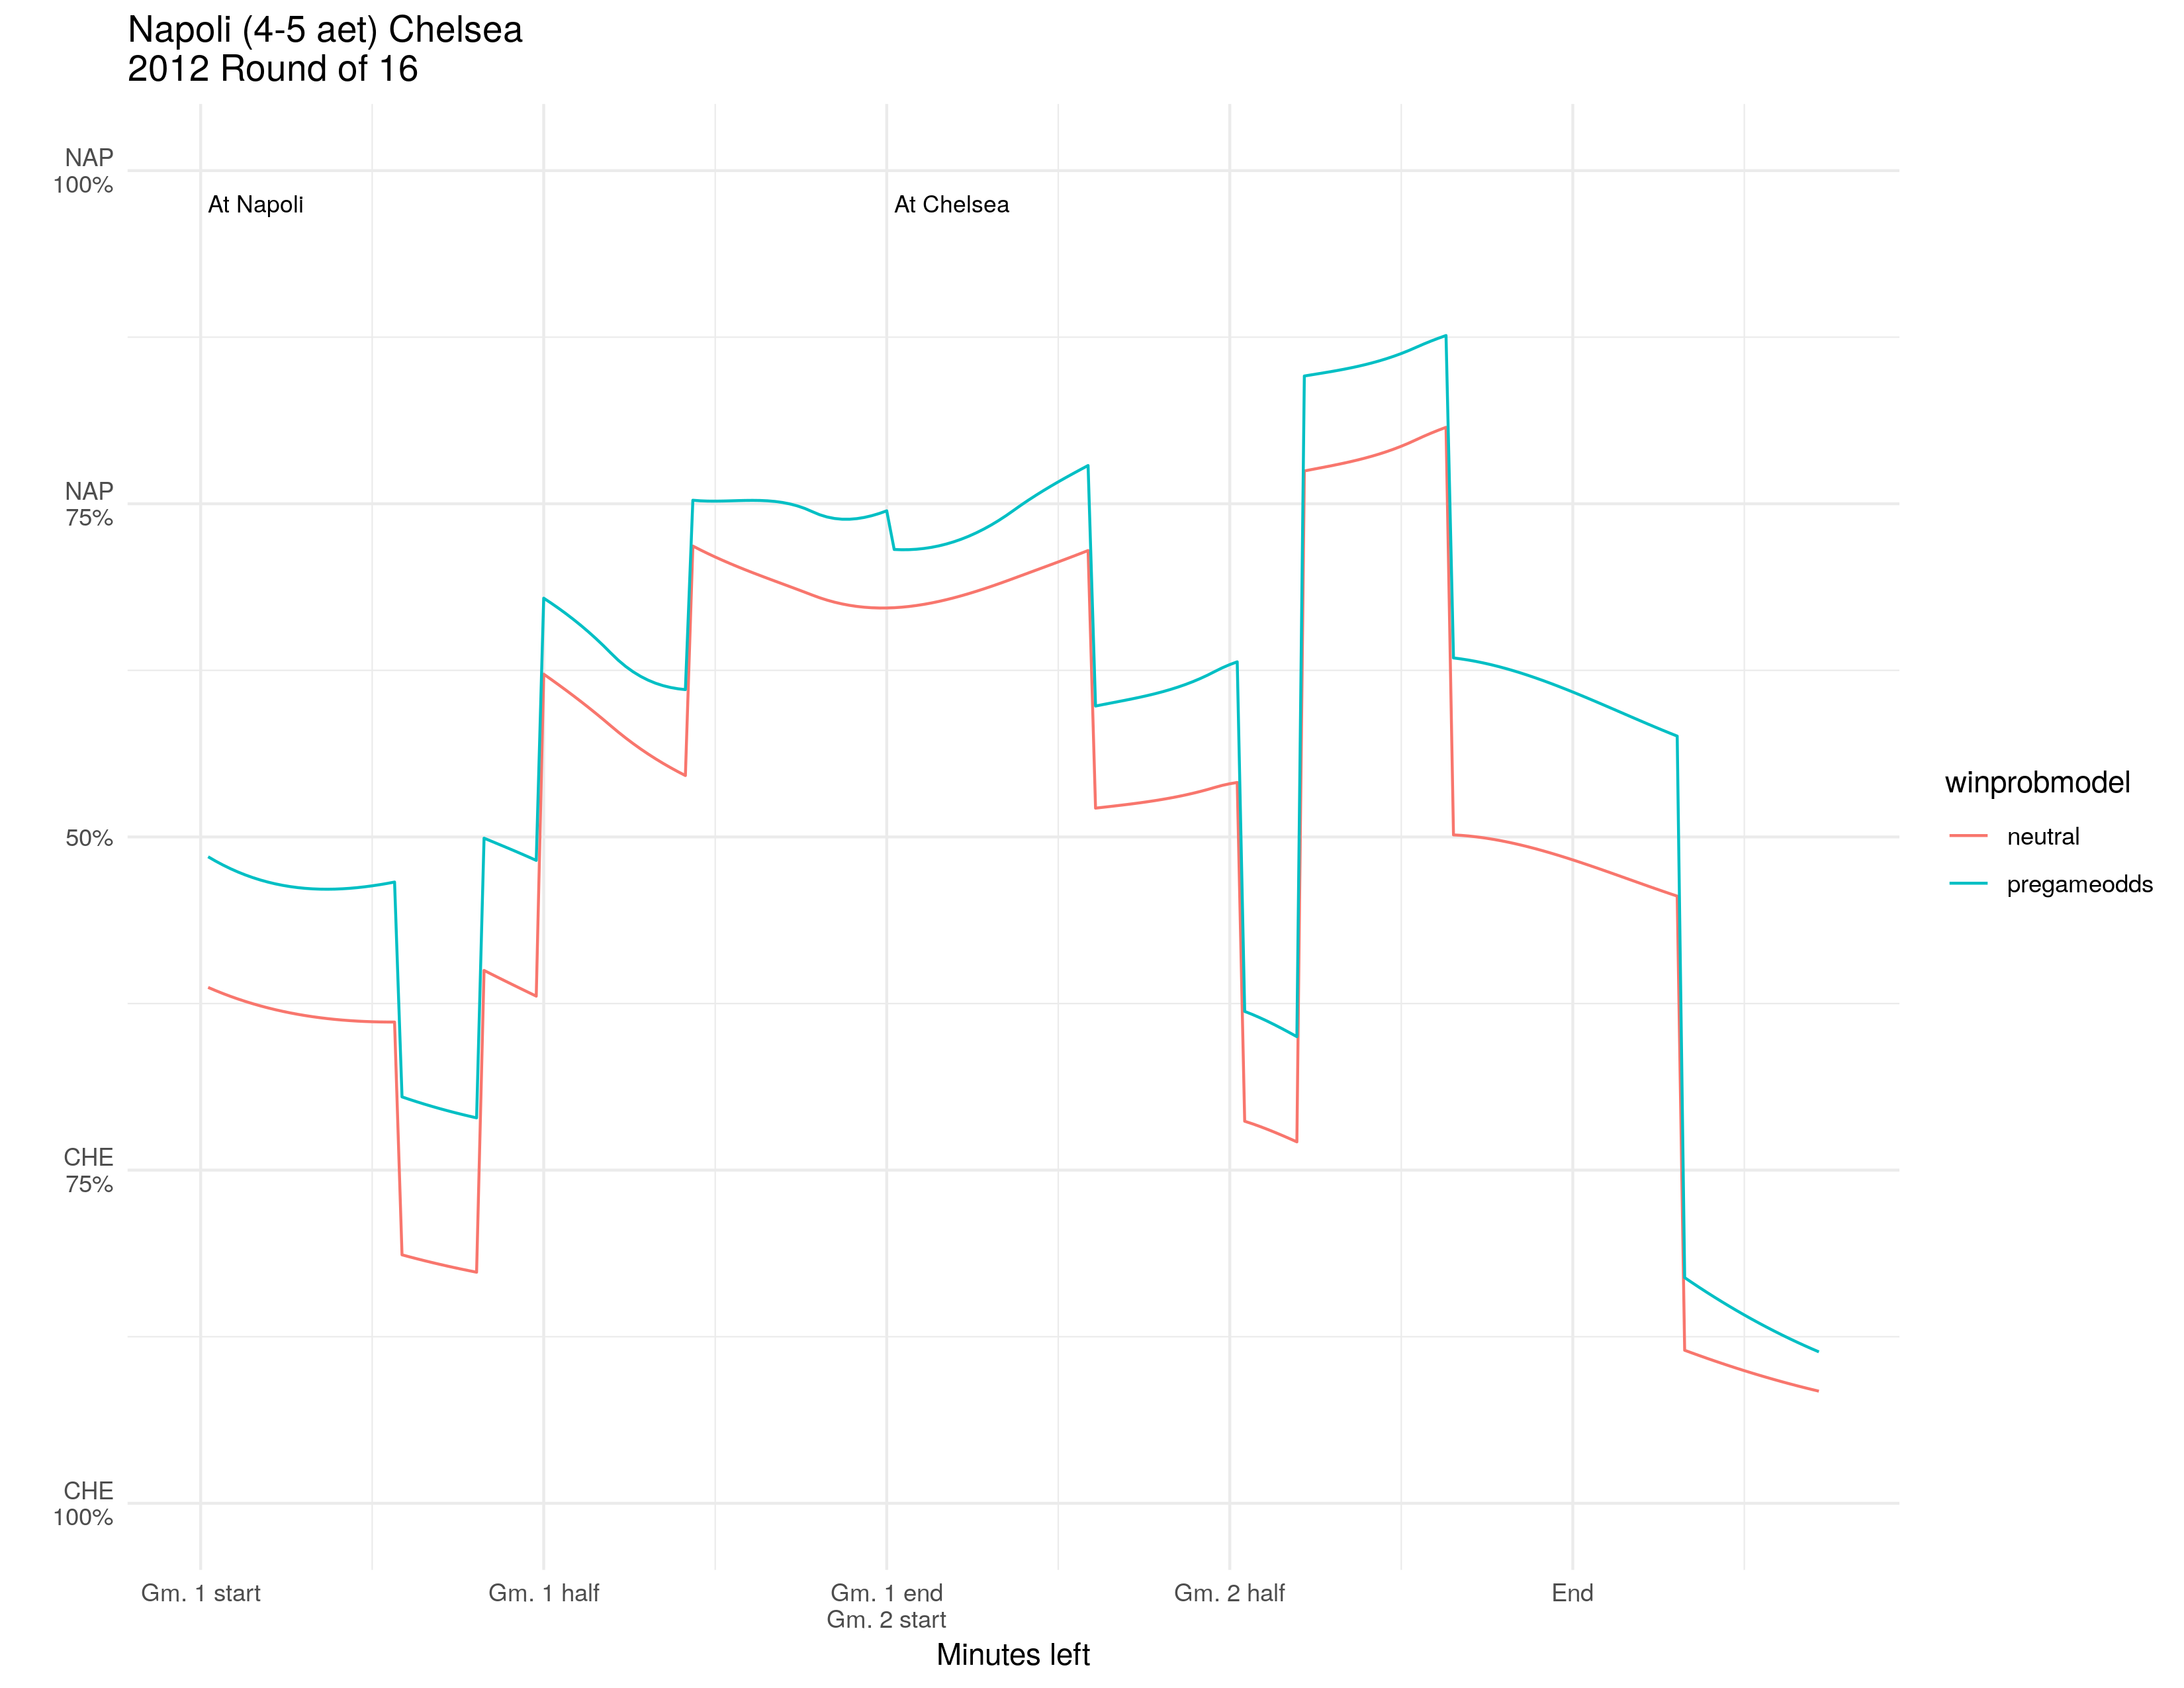 Napoli (4-5 aet) Chelsea
2012 Round of 16
NAP
100%
At Napoli
At Chelsea
NAP
75%
50%
CHE
75%
CHE
100%
winprobmodel
neutral
pregameodds
Gm. 1 start
Gm. 1 half
Gm. 1 end
Gm. 2 start
Gm. 2 half
End
Minutes left